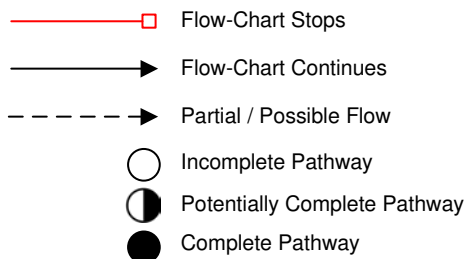 Flow-Chart Stops
Flow-Chart Continues
Partial / Possible Flow
Incomplete Pathway
Potentially Complete Pathway
Complete Pathway